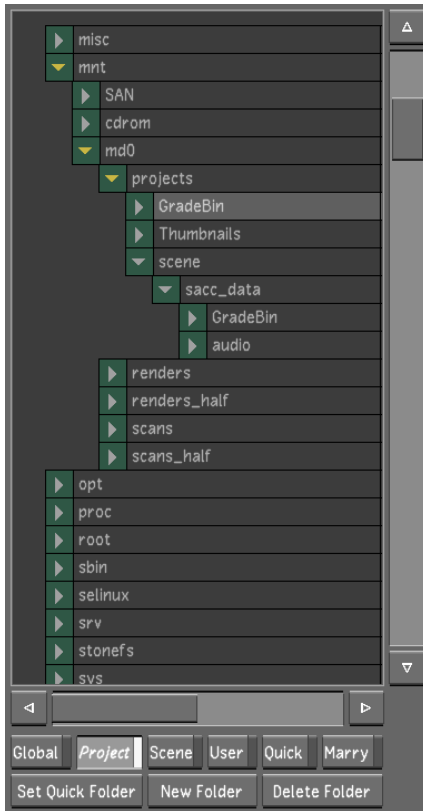 misc
mnt
SAN
cdrom
md0
projects
GradeBin
Thumbnails
scene
sacc_data
GradeBin
audio
renders
renders_half
scans
scans_half
opt
proc
root
sbin
selinux
srv
stonefs
sys
Global Project Scene User Quick Marry
Set Quick Folder New Folder Delete Folder